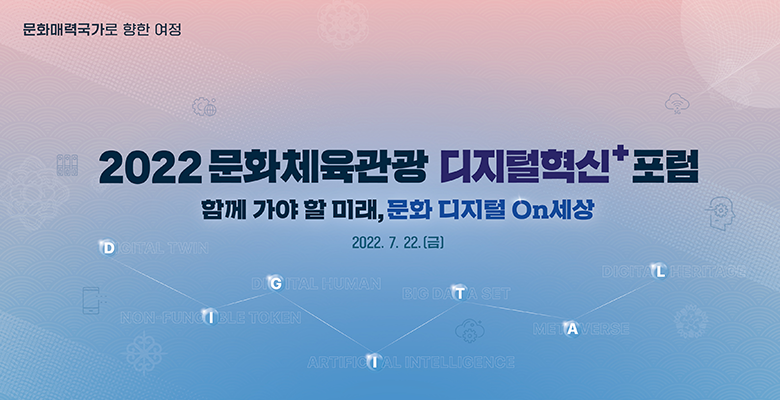 문화매력국가로 향한 여정
2022 문화체육관광 디지털혁신+ 포럼
함께 가야 할 미래, 문화 디지털 On세상
2022. 7. 22.(금)
DIGITAL TWIN
DIGITAL HUMAN
DIGITAL HERITAGE
BIG DATA SET
NON-FUNGIBLE TOKEN
METAVERSE
ARTIFICIAL INTELLIGENCE